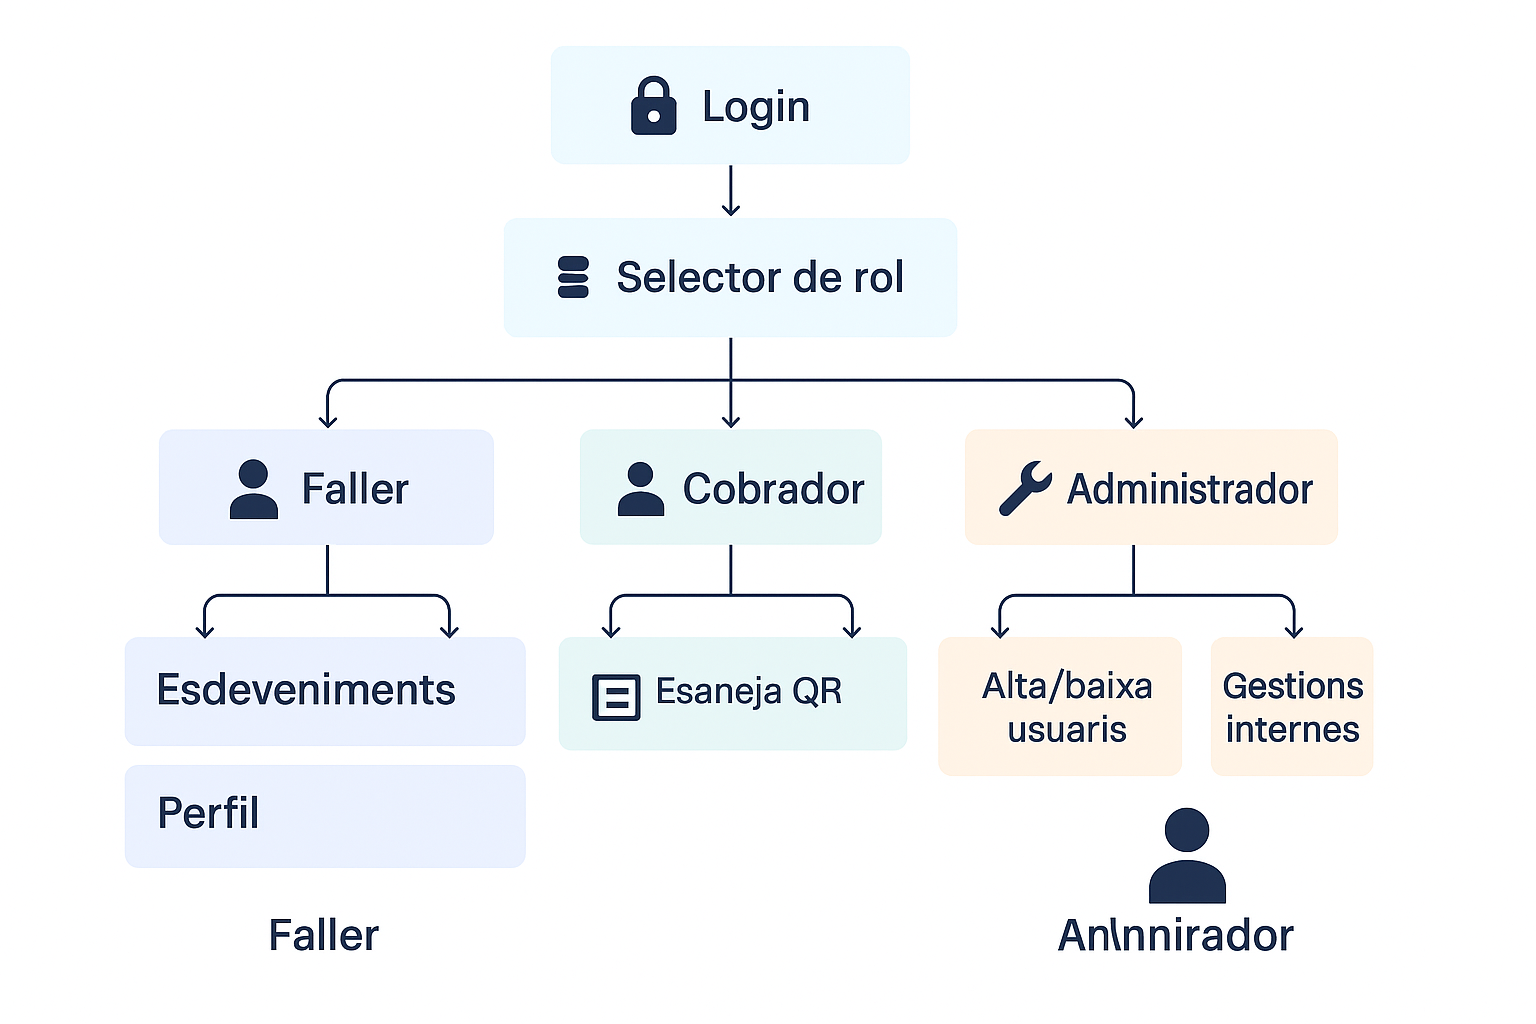 Login
Selector de rol
Faller
Cobrador
Administrador
Esdeveniments
Esaneja QR
Alta/baixa
usuaris
Gestions
internes
Perfil
Faller